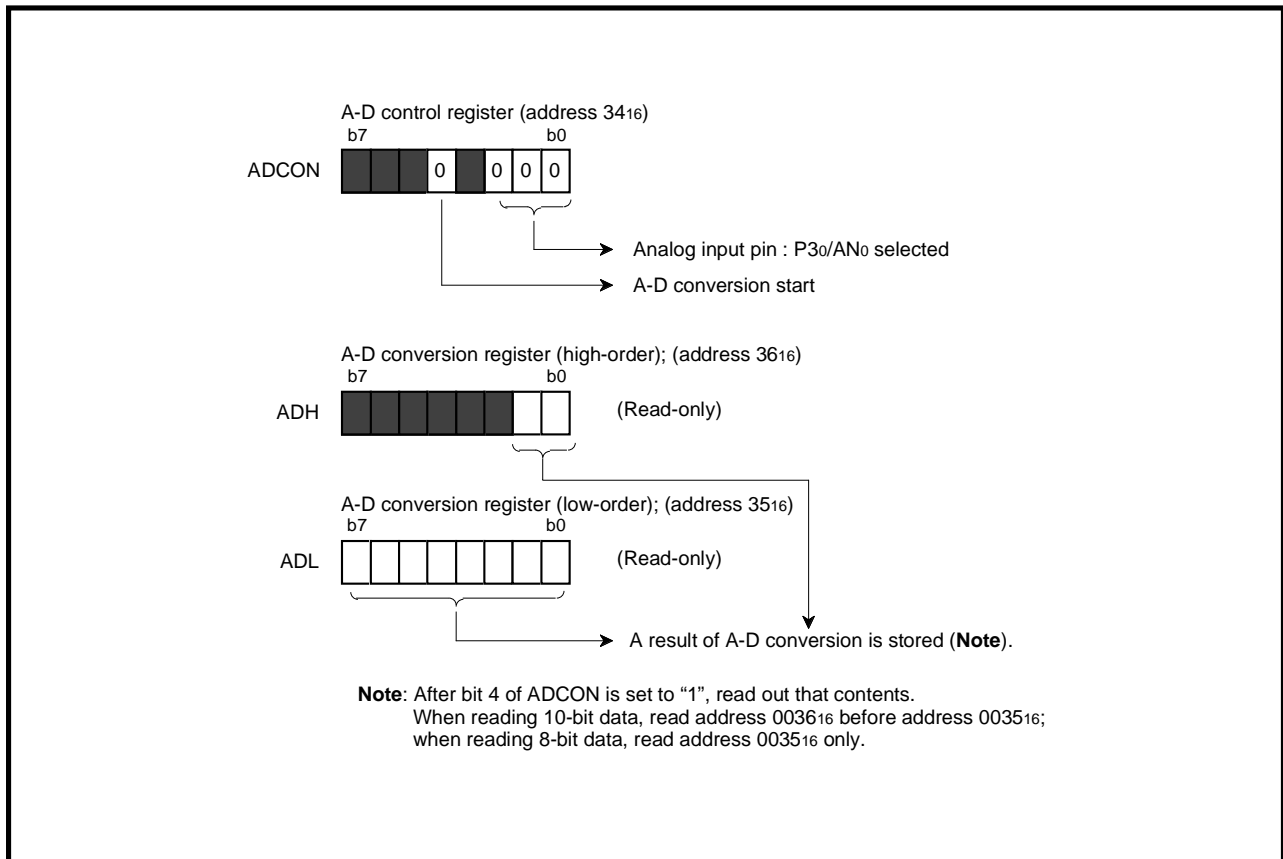 A-D control register (address 3416)
b7 b0
ADCON 0 0 0 0
Analog input pin : P30/AN0 selected
A-D conversion start
A-D conversion register (high-order); (address 3616)
b7 b0
ADH (Read-only)
A-D conversion register (low-order); (address 3516)
b7 b0
ADL (Read-only)
A result of A-D conversion is stored (Note).
Note: After bit 4 of ADCON is set to “1”, read out that contents.
When reading 10-bit data, read address 003616 before address 003516;
when reading 8-bit data, read address 003516 only.